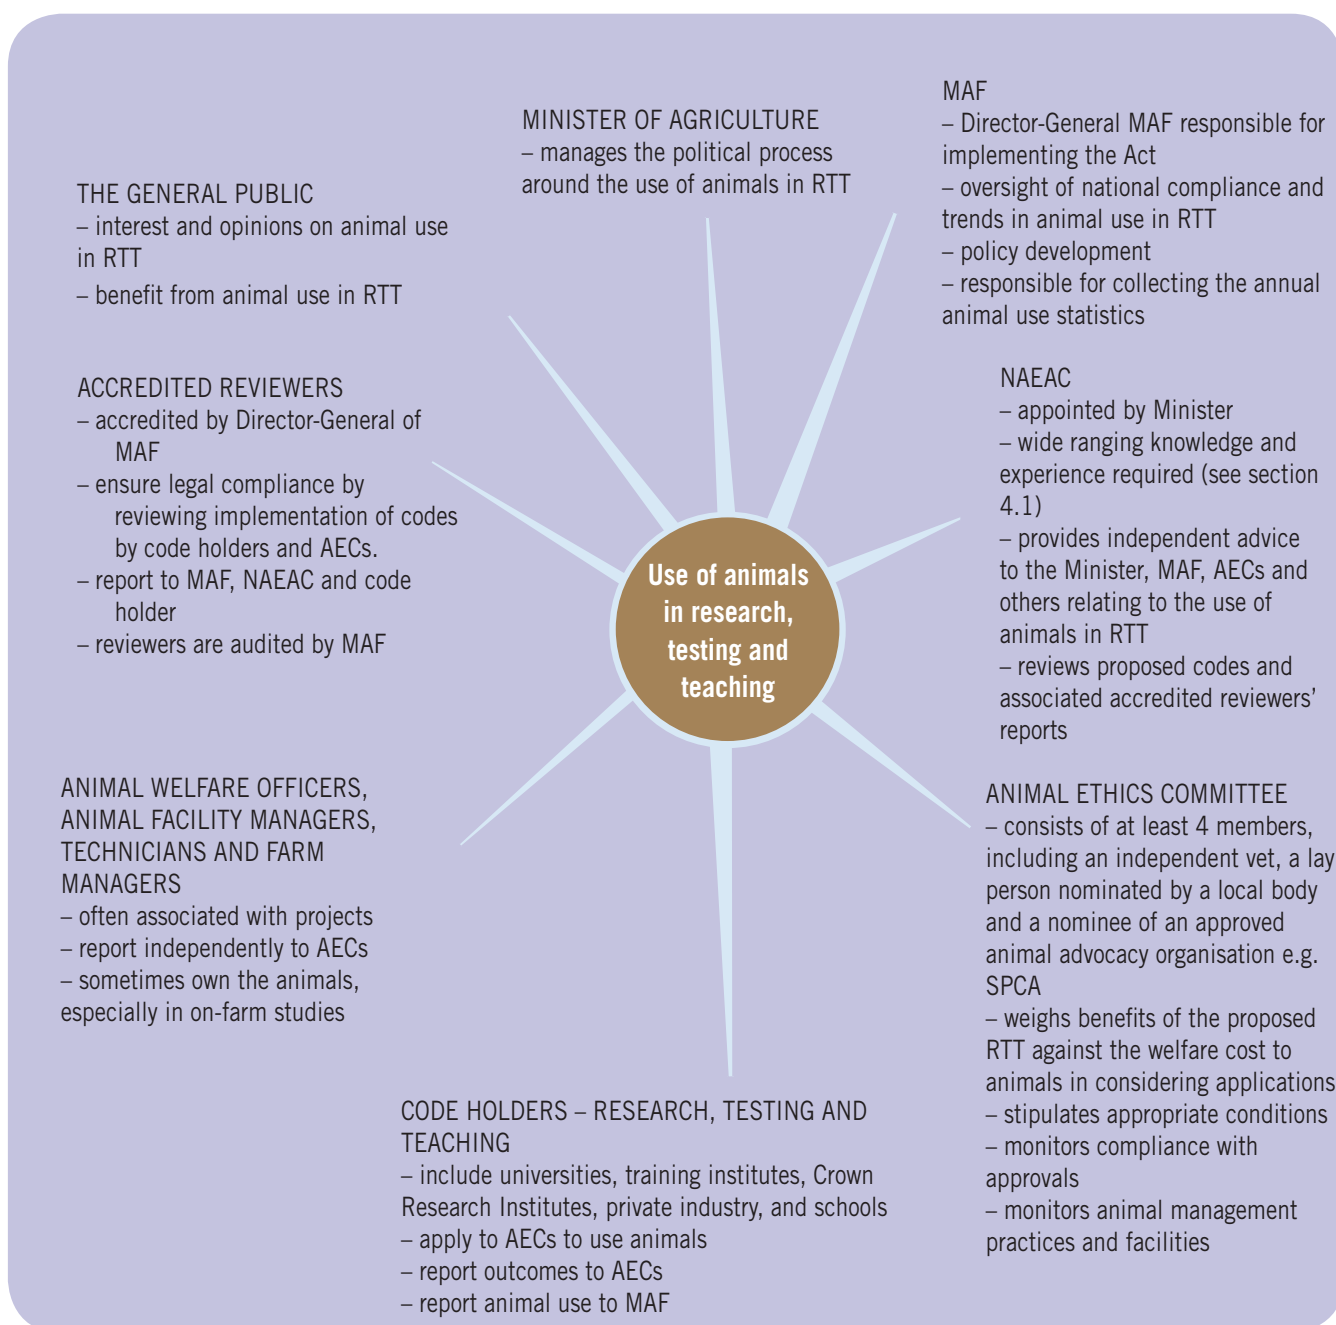 MINISTER OF AGRICULTURE
– manages the political process
around the use of animals in RTT
MAF
– Director-General MAF responsible for
implementing the Act
– oversight of national compliance and
trends in animal use in RTT
– policy development
– responsible for collecting the annual
animal use statistics
THE GENERAL PUBLIC
– interest and opinions on animal use
in RTT
– benefit from animal use in RTT
ACCREDITED REVIEWERS
– accredited by Director-General of
MAF
– ensure legal compliance by
reviewing implementation of codes
by code holders and AECs.
– report to MAF, NAEAC and code
holder
– reviewers are audited by MAF
NAEAC
– appointed by Minister
– wide ranging knowledge and
experience required (see section
4.1)
– provides independent advice
to the Minister, MAF, AECs and
others relating to the use of
animals in RTT
– reviews proposed codes and
associated accredited reviewers’
reports
Use of animals
in research,
testing and
teaching
ANIMAL WELFARE OFFICERS,
ANIMAL FACILITY MANAGERS,
TECHNICIANS AND FARM
MANAGERS
– often associated with projects
– report independently to AECs
– sometimes own the animals,
especially in on-farm studies
ANIMAL ETHICS COMMITTEE
– consists of at least 4 members,
including an independent vet, a lay
person nominated by a local body
and a nominee of an approved
animal advocacy organisation e.g.
SPCA
– weighs benefits of the proposed
RTT against the welfare cost to
animals in considering applications
– stipulates appropriate conditions
– monitors compliance with
approvals
– monitors animal management
practices and facilities
CODE HOLDERS – RESEARCH, TESTING AND
TEACHING
– include universities, training institutes, Crown
Research Institutes, private industry, and schools
– apply to AECs to use animals
– report outcomes to AECs
– report animal use to MAF